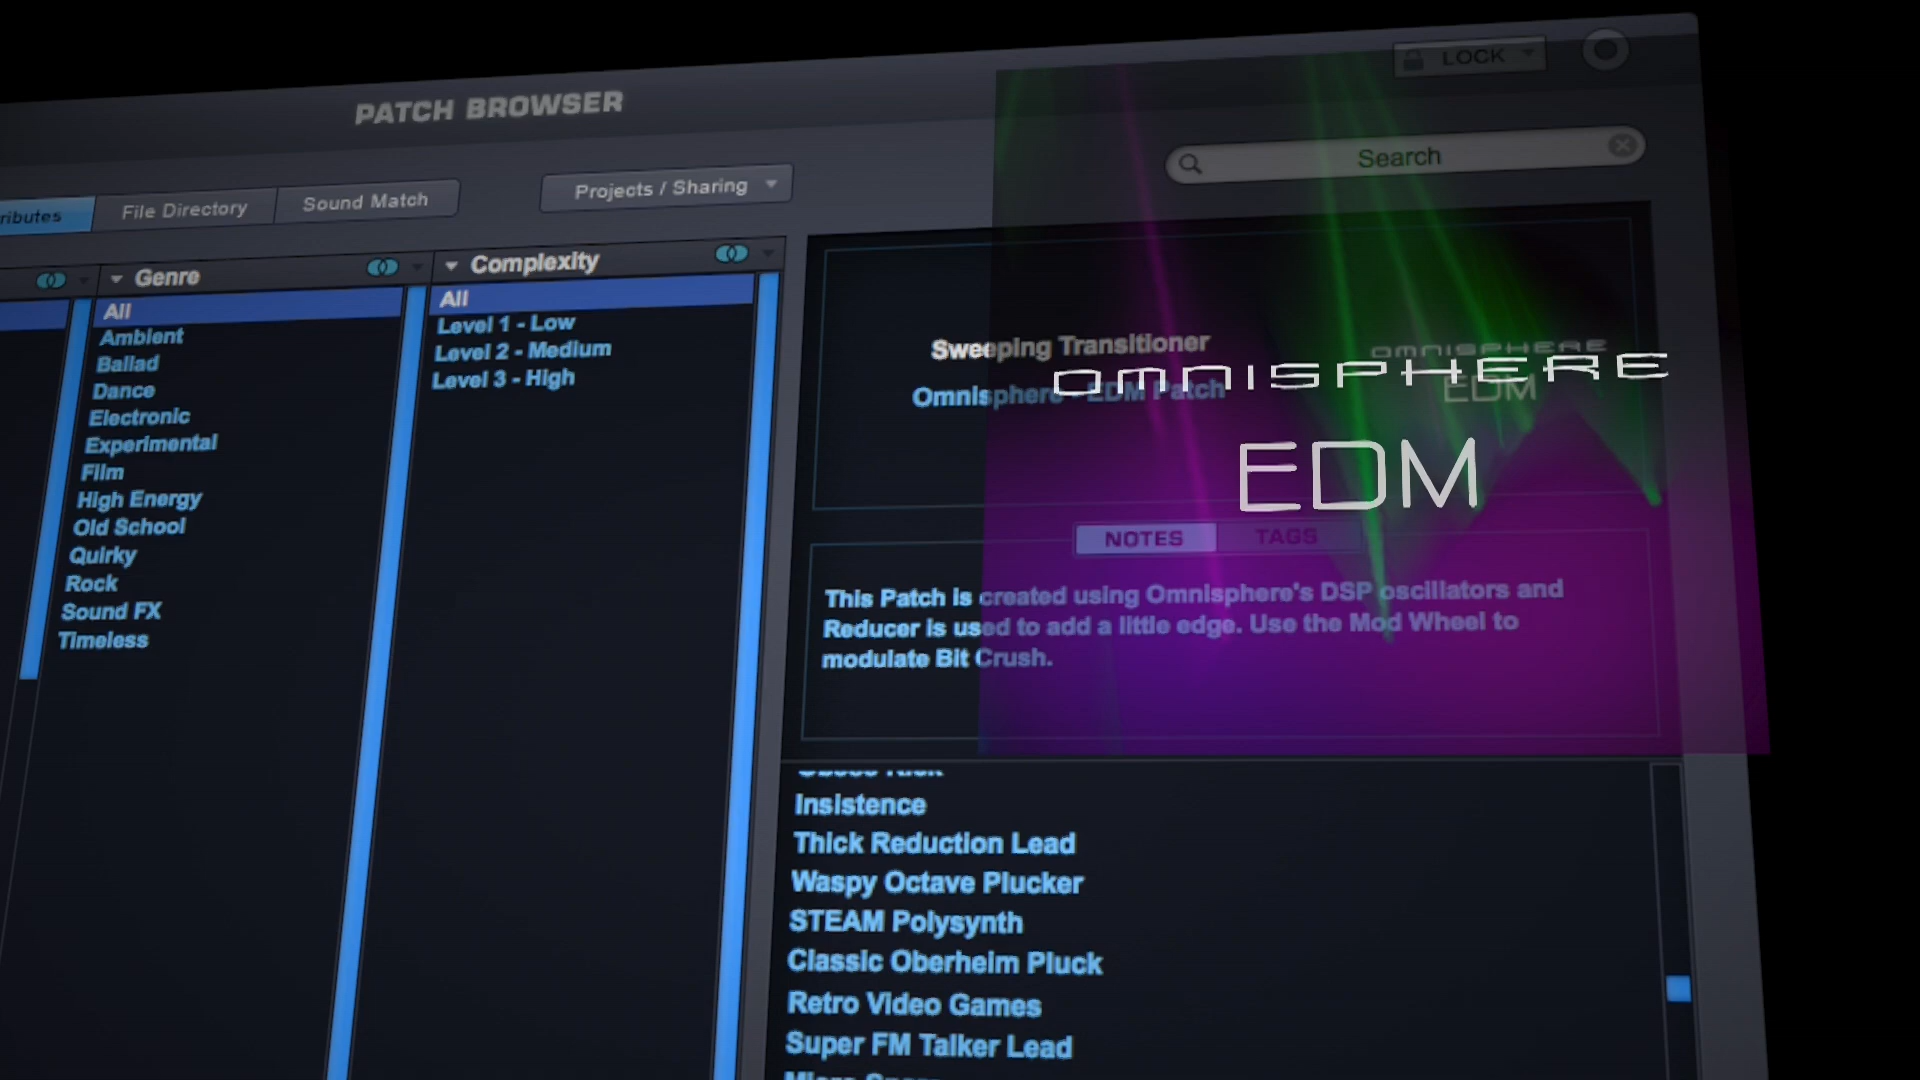 LOCK
PATCH BROWSER
Search
File Directory
Sound Match
Projects / Sharing
Genre
Complexity
All
Ambient
Ballad
Dance
Electronic
Experimental
Film
High Energy
Old School
Quirky
Rock
Sound FX
Timeless
All
Level 1 - Low
Level 2 - Medium
Level 3 - High
Sweeping Transitioner
Omnisphere - EDM Patch
OMNISPHERE
EDM
OMNISPHERE
EDM
NOTES
TAGS
This Patch is created using Omnisphere's DSP oscillators and
Reducer is used to add a little edge. Use the Mod Wheel to
modulate Bit Crush.
Insistence
Thick Reduction Lead
Waspy Octave Plucker
STEAM Polysynth
Classic Oberheim Pluck
Retro Video Games
Super FM Talker Lead